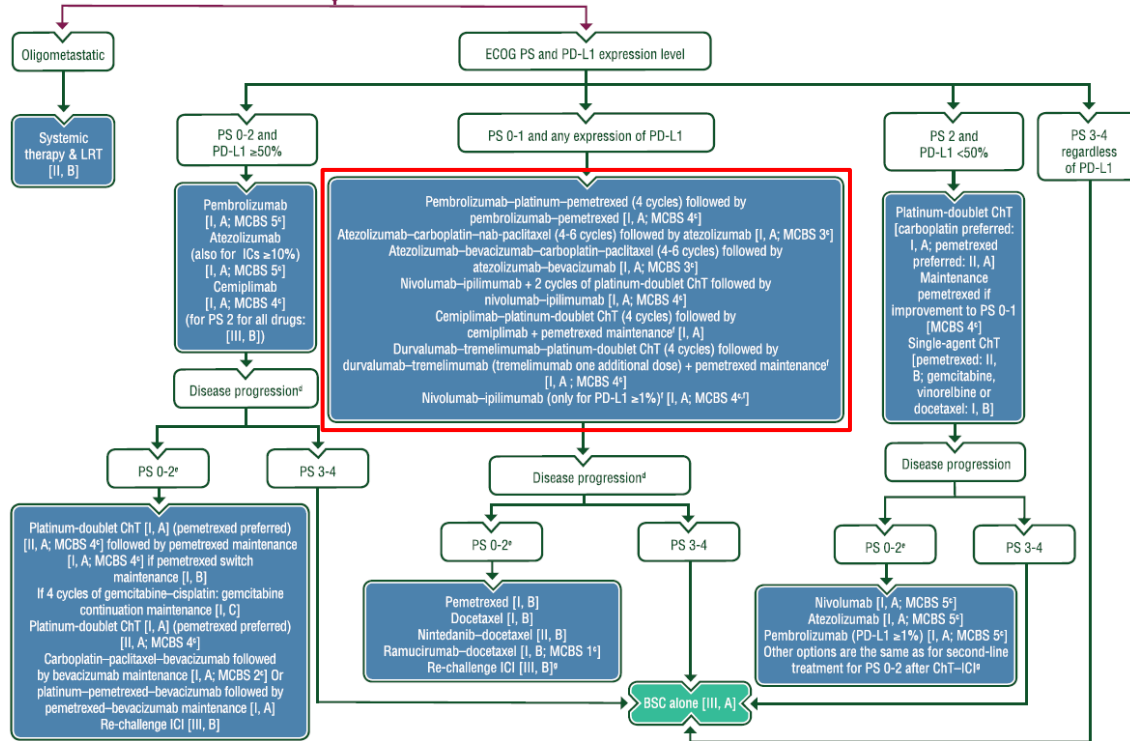 Oligometastatic
Systemic
therapy & LRT
[II, B]
ECOG PS and PD-L1 expression level
PS 0-2 and
PD-L1 ≥50%
Pembrolizumab
[I, A; MCBS 5ᶜ]
Atezolizumab
(also for ICs ≥10%)
[I, A; MCBS 5ᶜ]
Cemiplimab
[I, A; MCBS 4ᶜ]
(for PS 2 for all drugs:
[III, B])
Disease progressionᵈ
PS 0-2ᵉ
PS 3-4
Platinum-doublet ChT [I, A] (pemetrexed preferred)
[II, A; MCBS 4ᶜ] followed by pemetrexed maintenance
[I, A; MCBS 4ᶜ] if pemetrexed switch
maintenance [I, B]
If 4 cycles of gemcitabine–cisplatin: gemcitabine
continuation maintenance [I, C]
Platinum-doublet ChT [I, A] (pemetrexed preferred)
[II, A; MCBS 4ᶜ]
Carboplatin–paclitaxel–bevacizumab followed
by bevacizumab maintenance [I, A; MCBS 2ᶜ] Or
platinum–pemetrexed–bevacizumab followed by
pemetrexed–bevacizumab maintenance [I, A]
Re-challenge ICI [III, B]
PS 0-1 and any expression of PD-L1
Pembrolizumab–platinum–pemetrexed (4 cycles) followed by
pembrolizumab–pemetrexed [I, A; MCBS 4ᶜ]
Atezolizumab–carboplatin–nab-paclitaxel (4-6 cycles) followed by atezolizumab [I, A; MCBS 3ᶜ]
Atezolizumab–bevacizumab–carboplatin–paclitaxel (4-6 cycles) followed by
atezolizumab–bevacizumab [I, A; MCBS 3ᶜ]
Nivolumab–ipilimumab + 2 cycles of platinum-doublet ChT followed by
nivolumab–ipilimumab [I, A; MCBS 4ᶜ]
Cemiplimab–platinum-doublet ChT (4 cycles) followed by
cemiplimab + pemetrexed maintenanceᶠ [I, A]
Durvalumab–tremelimumab–platinum-doublet ChT (4 cycles) followed by
durvalumab–tremelimumab (tremelimumab one additional dose) + pemetrexed maintenanceᶠ
[I, A ; MCBS 4ᶜ]
Nivolumab–ipilimumab (only for PD-L1 ≥1%)ᶠ [I, A; MCBS 4ᶜ,ᶠ]
Disease progressionᵈ
PS 0-2ᵉ
PS 3-4
Pemetrexed [I, B]
Docetaxel [I, B]
Nintedanib–docetaxel [II, B]
Ramucirumab–docetaxel [I, B; MCBS 1ᶜ]
Re-challenge ICI [III, B]ᵍ
PS 2 and
PD-L1 <50%
Platinum-doublet ChT
[carboplatin preferred:
I, A; pemetrexed
preferred: II, A]
Maintenance
pemetrexed if
improvement to PS 0-1
[MCBS 4ᶜ]
Single-agent ChT
[pemetrexed: II,
B; gemcitabine,
vinorelbine or
docetaxel: I, B]
Disease progression
PS 0-2ᵉ
PS 3-4
Nivolumab [I, A; MCBS 5ᶜ]
Atezolizumab [I, A; MCBS 5ᶜ]
Pembrolizumab (PD-L1 ≥1%) [I, A; MCBS 5ᶜ]
Other options are the same as for second-line
treatment for PS 0-2 after ChT–ICIᵍ
PS 3-4
regardless
of PD-L1
BSC alone [III, A]